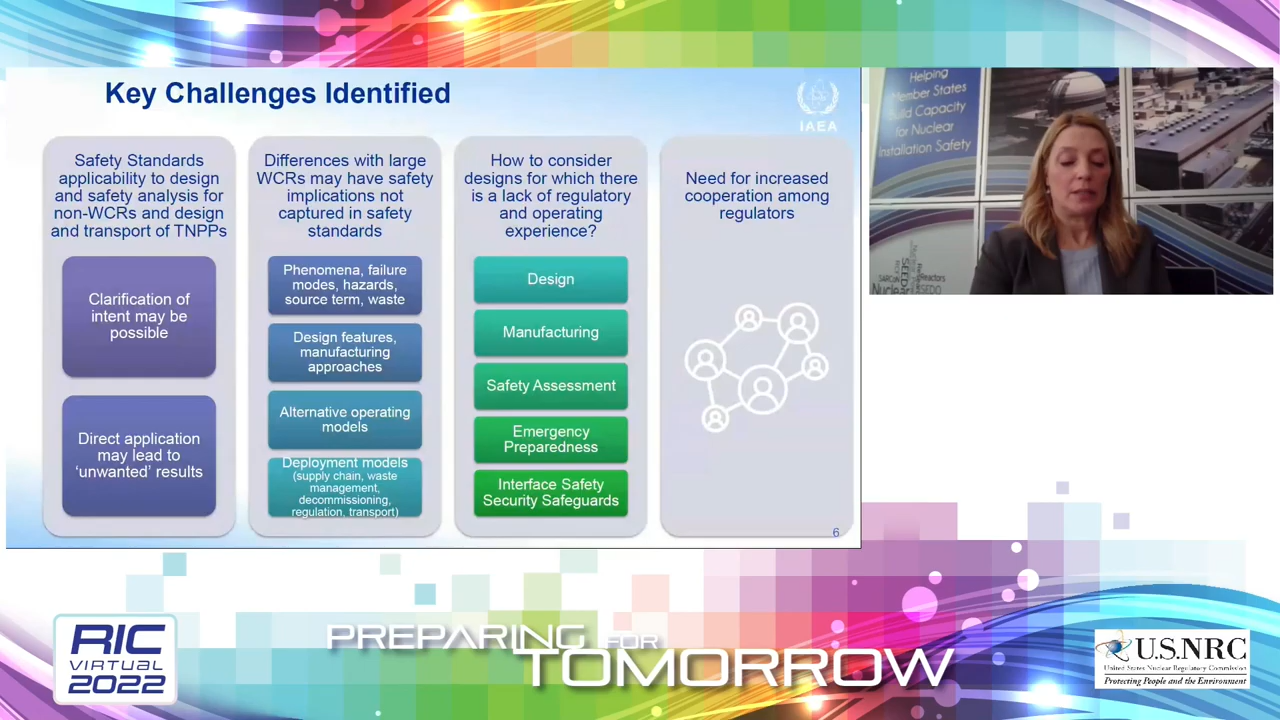 Key Challenges Identified
IAEA
Safety Standards
applicability to design
and safety analysis for
non-WCRs and design
and transport of TNPPs
Clarification of
intent may be
possible
Direct application
may lead to
‘unwanted’ results
Differences with large
WCRs may have safety
implications not
captured in safety
standards
Phenomena, failure
modes, hazards,
source term, waste
Design features,
manufacturing
approaches
Alternative operating
models
Deployment models
(supply chain, waste
management,
decommissioning,
regulation, transport)
How to consider
designs for which there
is a lack of regulatory
and operating
experience?
Design
Manufacturing
Safety Assessment
Emergency
Preparedness
Interface Safety
Security Safeguards
Need for increased
cooperation among
regulators
6
Helping
Member States
Build Capacity
for Nuclear
Installation Safety
SEED
Reactors
SEDO
RIC
VIRTUAL
2022
PREPARING FOR
TOMORROW
U.S.NRC
United States Nuclear Regulatory Commission
Protecting People and the Environment